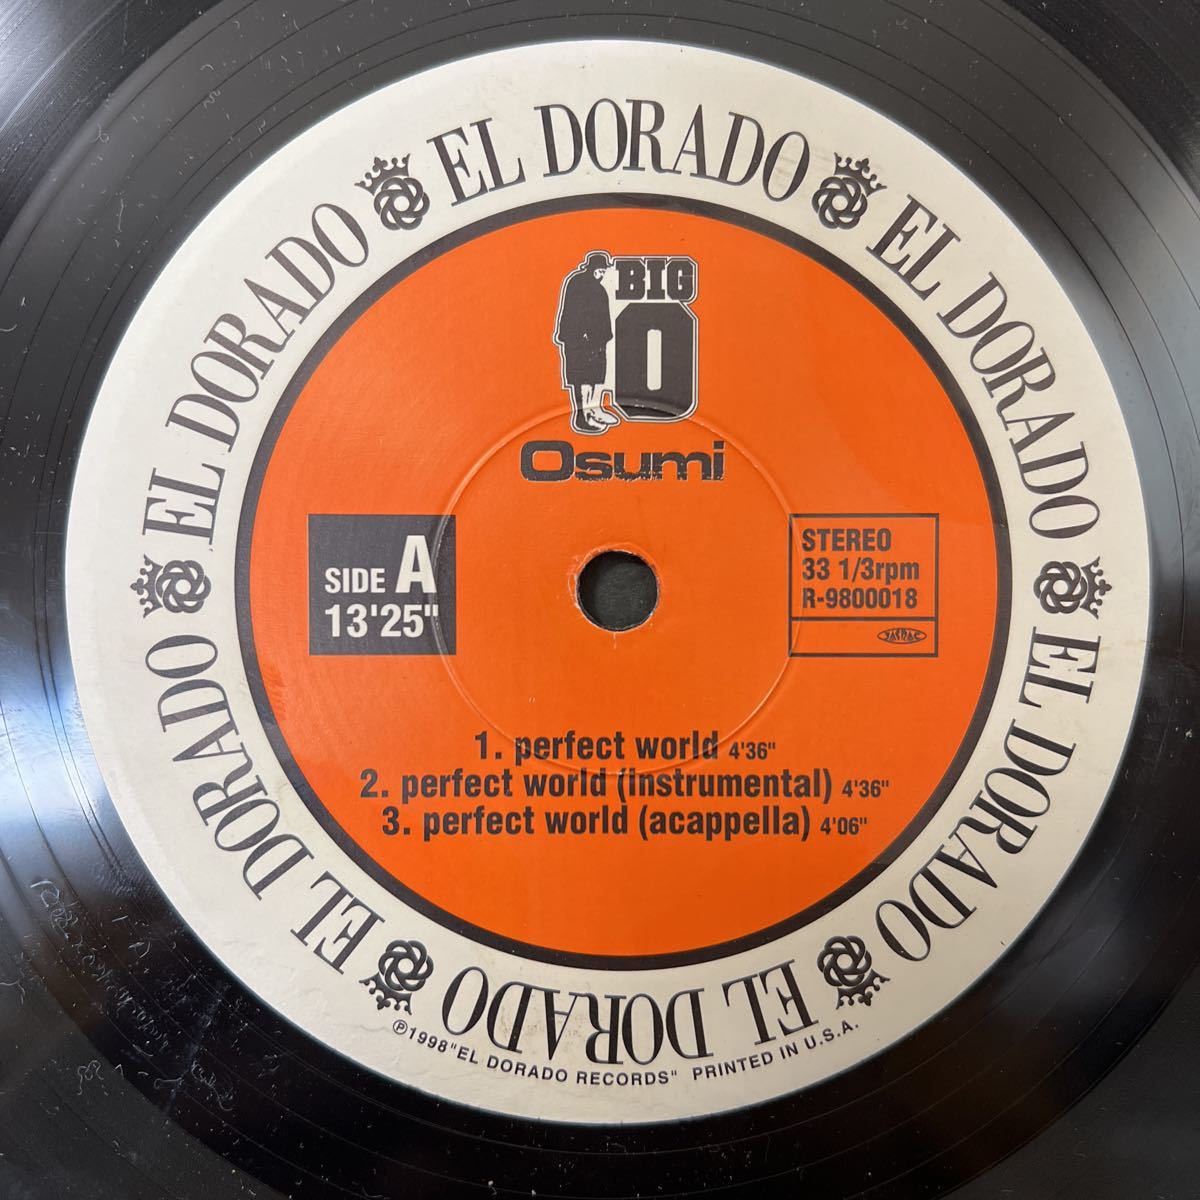 EL DORADO
EL DORADO
EL DORADO
EL DORADO
EL DORADO
EL DORADO
BIG
O
Osumi
SIDE A
13'25"
STEREO
33 1/3rpm
R-9800018
JASRAC
1. perfect world 4'36"
2. perfect world (instrumental) 4'36"
3. perfect world (acappella) 4'06"
℗1998"EL DORADO RECORDS" PRINTED IN U.S.A.